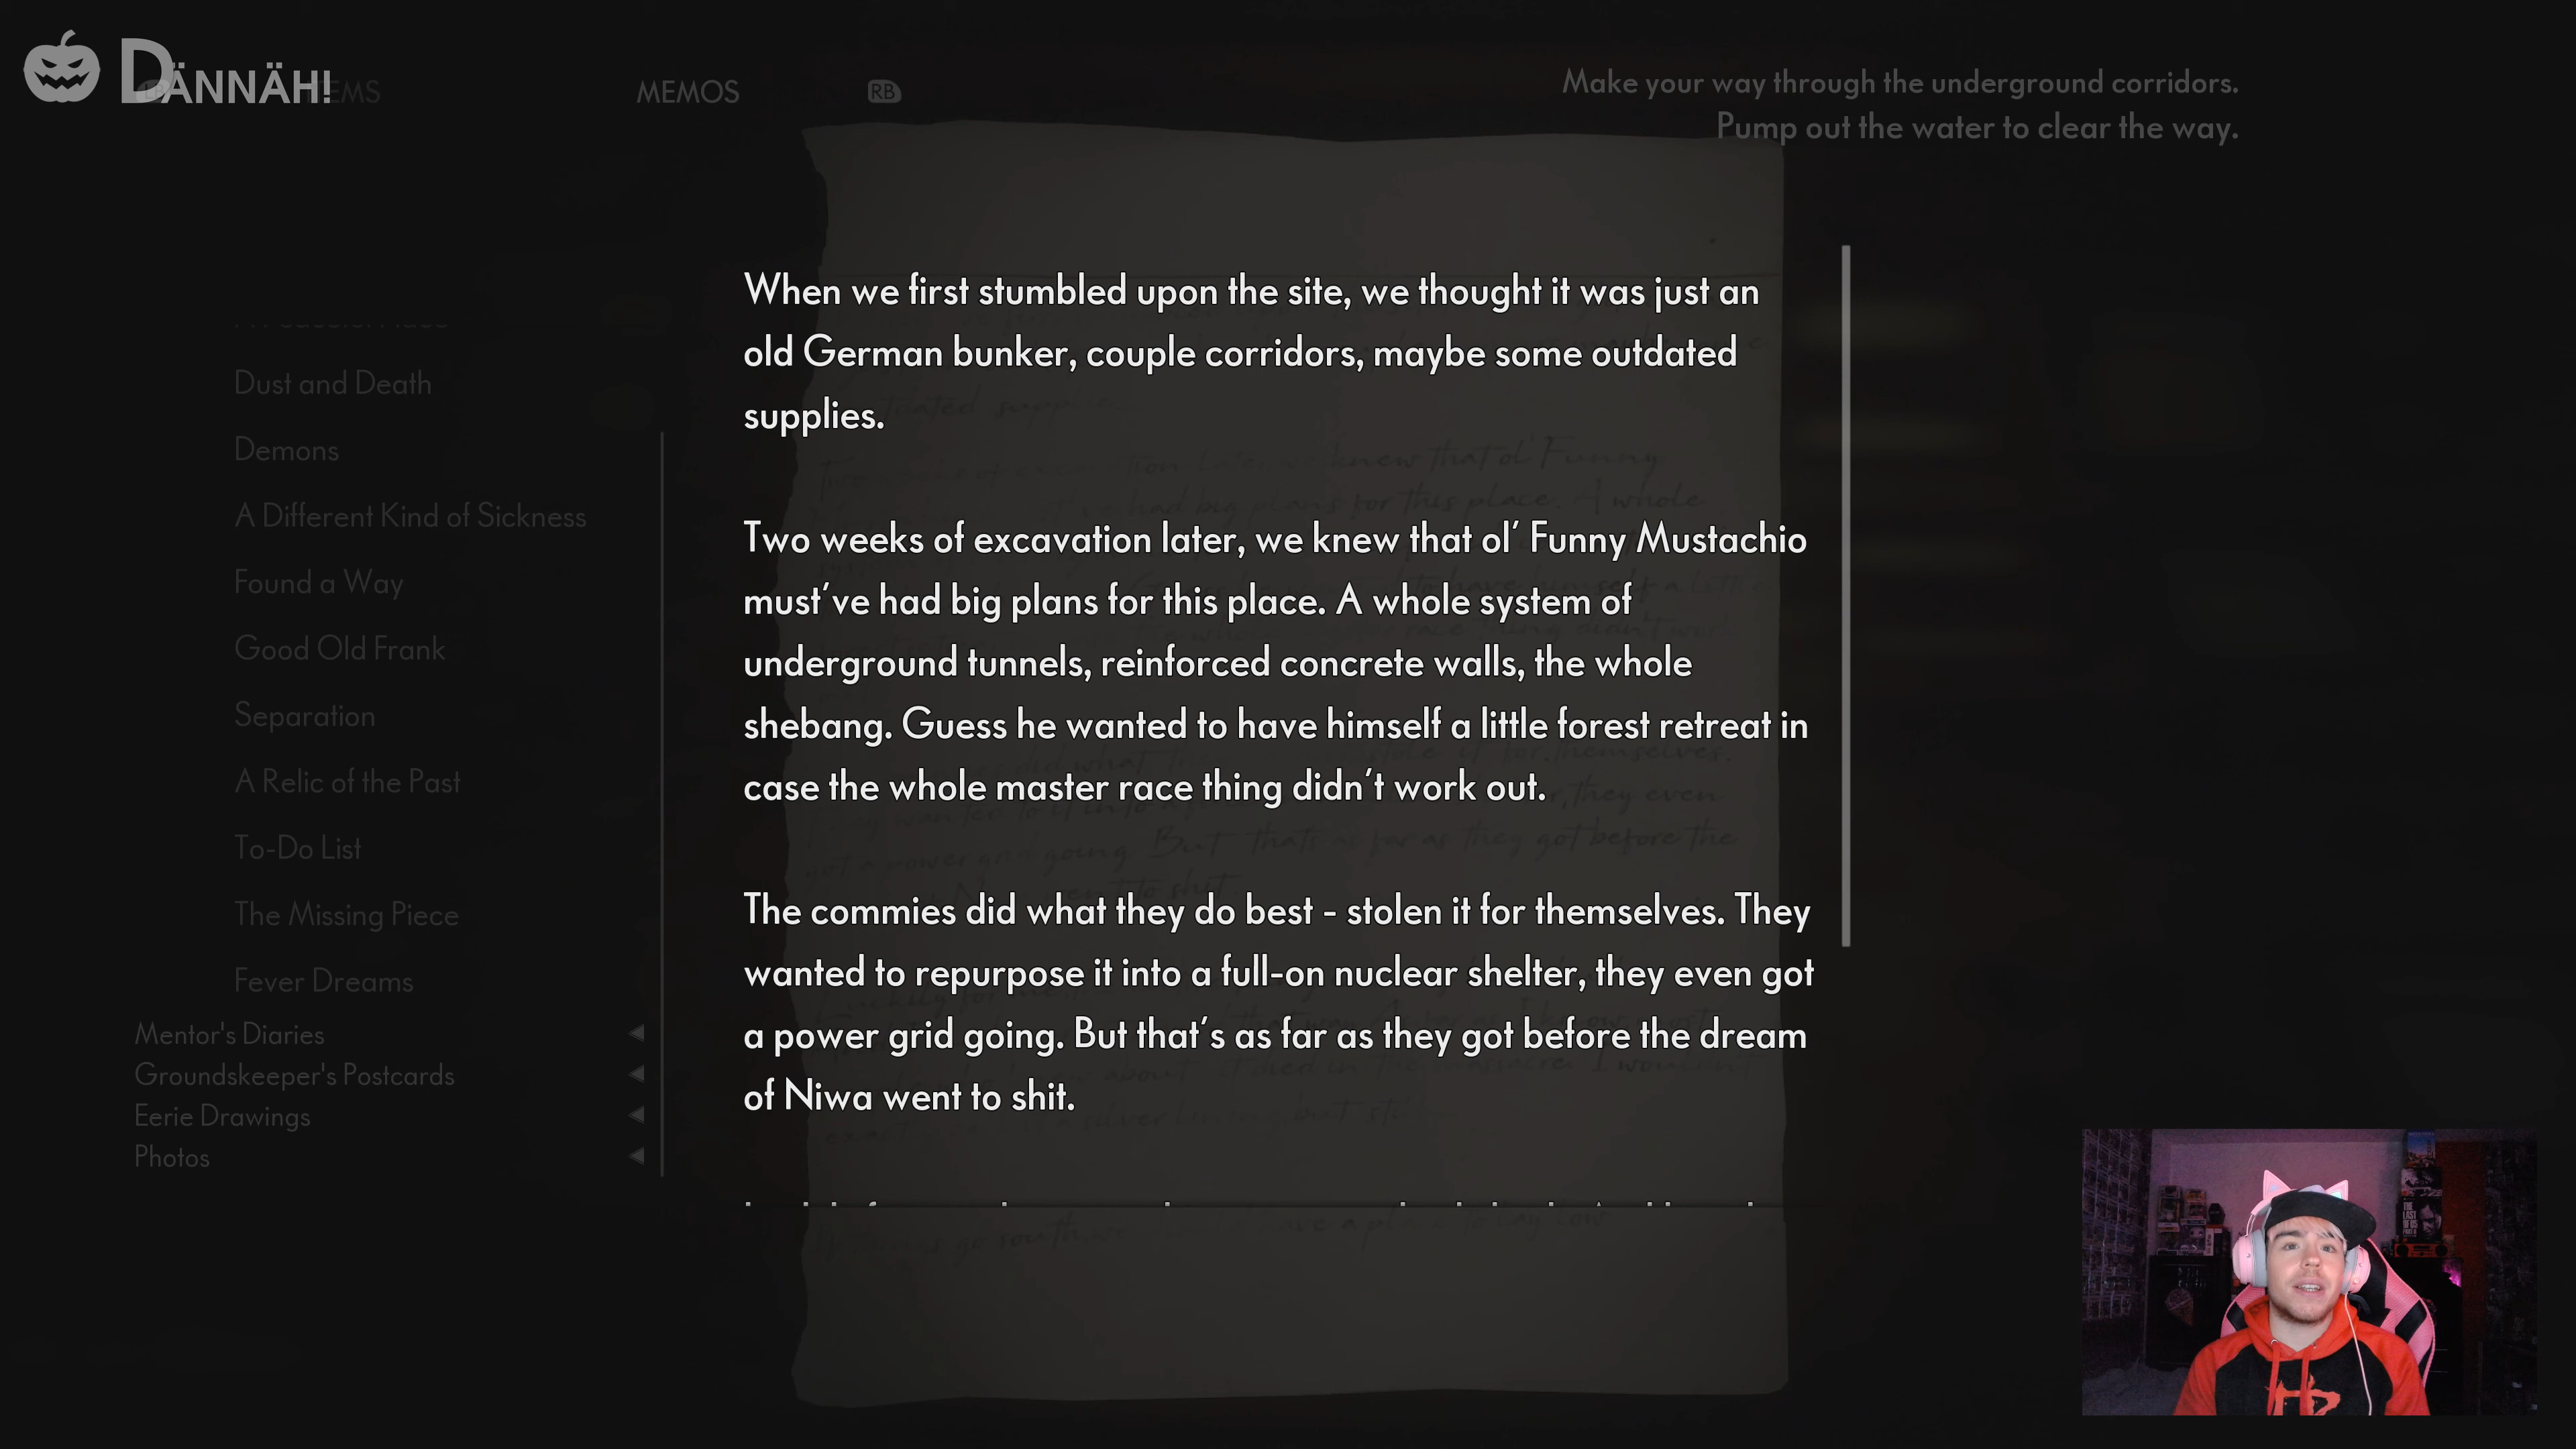 DÄNNÄH!
EMS
MEMOS
RB
Make your way through the underground corridors.
Pump out the water to clear the way.
Dust and Death
Demons
A Different Kind of Sickness
Found a Way
Good Old Frank
Separation
A Relic of the Past
To-Do List
The Missing Piece
Fever Dreams
Mentor's Diaries
Groundskeeper's Postcards
Eerie Drawings
Photos
When we first stumbled upon the site, we thought it was just an
old German bunker, couple corridors, maybe some outdated
supplies.
Two weeks of excavation later, we knew that ol' Funny Mustachio
must've had big plans for this place. A whole system of
underground tunnels, reinforced concrete walls, the whole
shebang. Guess he wanted to have himself a little forest retreat in
case the whole master race thing didn't work out.
The commies did what they do best - stolen it for themselves. They
wanted to repurpose it into a full-on nuclear shelter, they even got
a power grid going. But that's as far as they got before the dream
of Niwa went to shit.